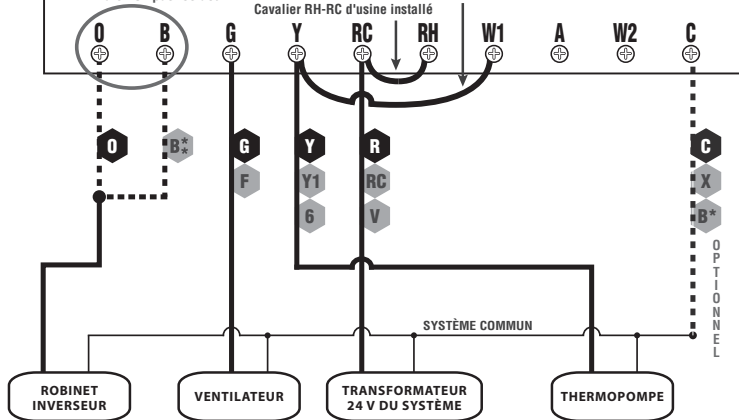 Cavalier RH-RC d'usine installé
O B G Y RC RH W1 A W2 C
O B** G Y R C
F Y1 RC X
6 V B*
OPTIONNEL
SYSTÈME COMMUN
ROBINET
INVERSEUR
VENTILATEUR
TRANSFORMATEUR
24 V DU SYSTÈME
THERMOPOMPE